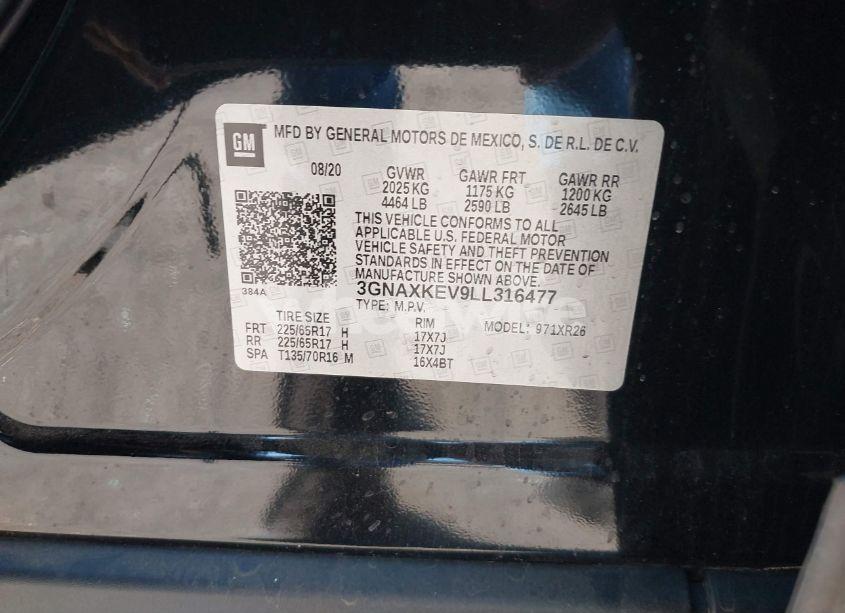 GM MFD BY GENERAL MOTORS DE MEXICO, S. DE R.L. DE C.V.
08/20 GVWR GAWR FRT GAWR RR
2025 KG 1175 KG 1200 KG
4464 LB 2590 LB 2645 LB
THIS VEHICLE CONFORMS TO ALL
APPLICABLE U.S. FEDERAL MOTOR
VEHICLE SAFETY AND THEFT PREVENTION
STANDARDS IN EFFECT ON THE DATE OF
MANUFACTURE SHOWN ABOVE.
384A
3GNAXKEV9LL316477
TYPE: M.P.V. MODEL: 971XR26
TIRE SIZE RIM
FRT 225/65R17 H 17X7J
RR 225/65R17 H 17X7J
SPA T135/70R16 M 16X4BT